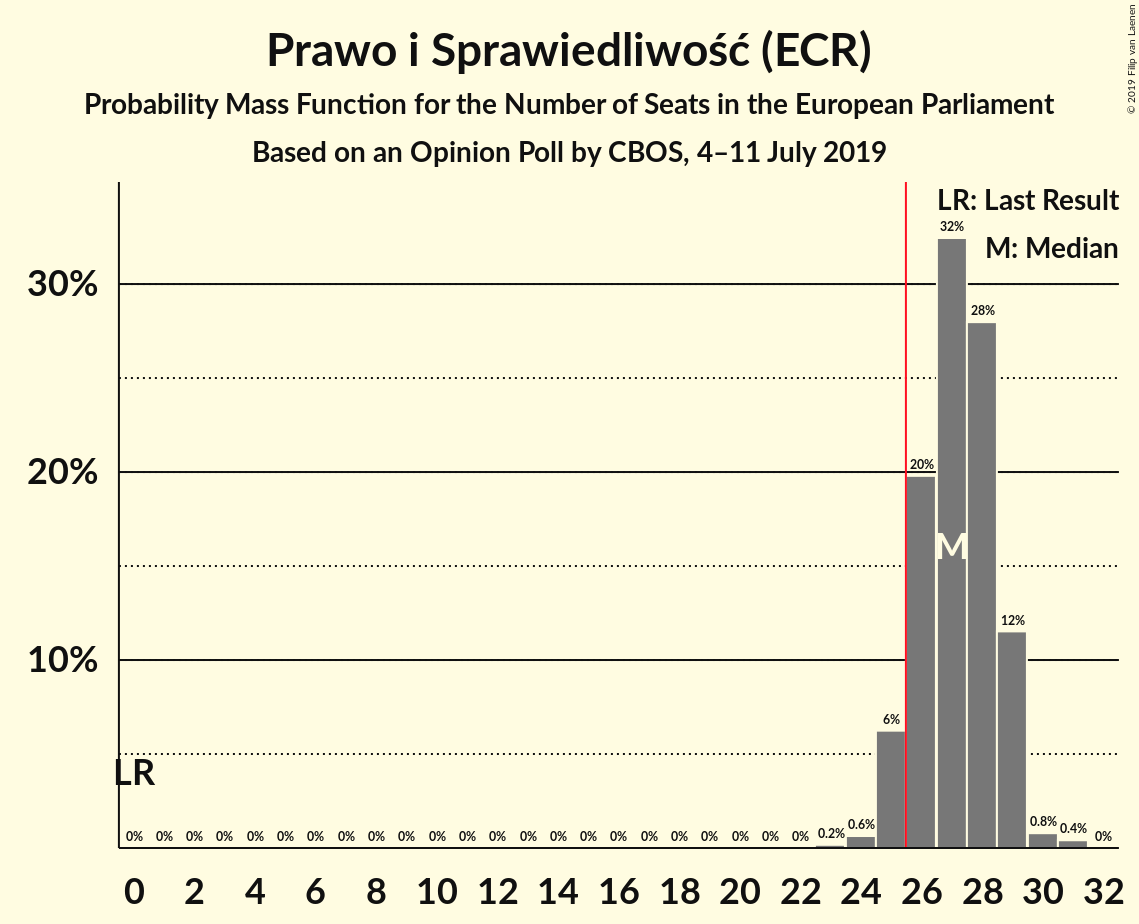 Prawo i Sprawiedliwość (ECR)
Probability Mass Function for the Number of Seats in the European Parliament
Based on an Opinion Poll by CBOS, 4–11 July 2019
© 2019 Filip van Laenen
LR: Last Result
M: Median
30%
20%
10%
32%
28%
20%
M
12%
6%
LR
0% 0% 0% 0% 0% 0% 0% 0% 0% 0% 0% 0% 0% 0% 0% 0% 0% 0% 0% 0% 0% 0% 0% 0.2% 0.6% 0.8% 0.4% 0%
0 2 4 6 8 10 12 14 16 18 20 22 24 26 28 30 32